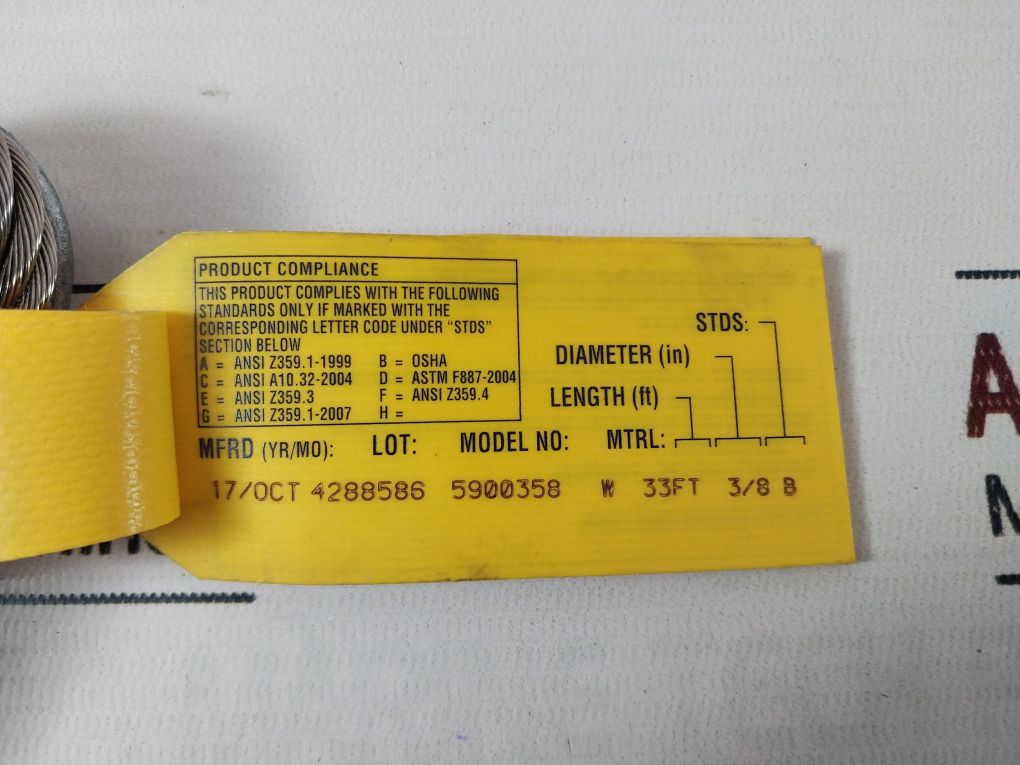 PRODUCT COMPLIANCE
THIS PRODUCT COMPLIES WITH THE FOLLOWING
STANDARDS ONLY IF MARKED WITH THE
CORRESPONDING LETTER CODE UNDER "STDS"
SECTION BELOW
A = ANSI Z359.1-1999 B = OSHA
C = ANSI A10.32-2004 D = ASTM F887-2004
E = ANSI Z359.3 F = ANSI Z359.4
G = ANSI Z359.1-2007 H =
STDS:
DIAMETER (in)
LENGTH (ft)
MFRD (YR/MO): LOT: MODEL NO: MTRL:
17/OCT 4288586 5900358 W 33FT 3/8 B
A